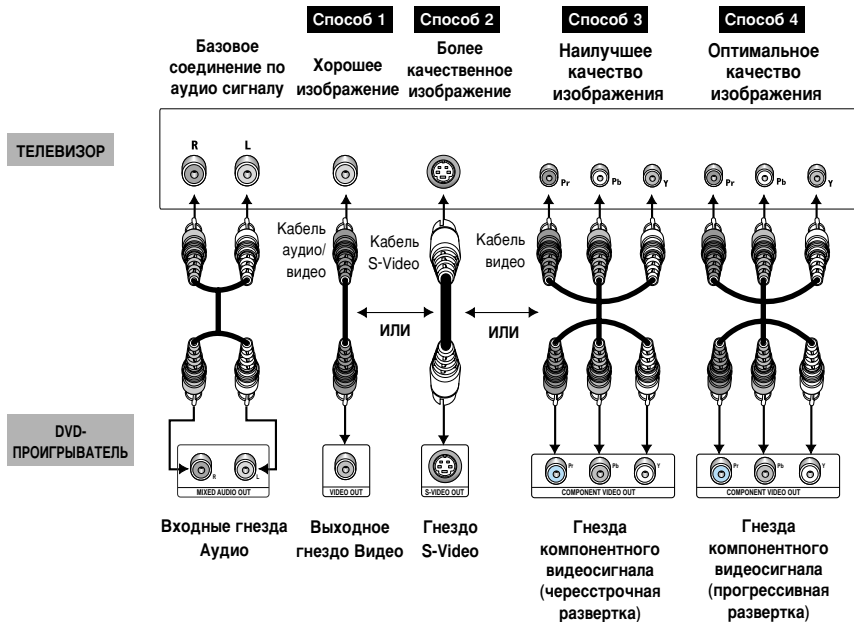 Способ 1
Способ 2
Способ 3
Способ 4
Базовое
соединение по
аудио сигналу
Хорошее
изображение
Более
качественное
изображение
Наилучшее
качество
изображения
Оптимальное
качество
изображения
ТЕЛЕВИЗОР
R L
Pr Pb Y
Pr Pb Y
Кабель
аудио/
видео
Кабель
S-Video
Кабель
видео
ИЛИ
ИЛИ
DVD-
ПРОИГРЫВАТЕЛЬ
R L
MIXED AUDIO OUT
VIDEO OUT
S-VIDEO OUT
Pr Pb Y
COMPONENT VIDEO OUT
Pr Pb Y
COMPONENT VIDEO OUT
Входные гнезда
Аудио
Выходное
гнездо Видео
Гнездо
S-Video
Гнезда
компонентного
видеосигнала
(чересстрочная
развертка)
Гнезда
компонентного
видеосигнала
(прогрессивная
развертка)